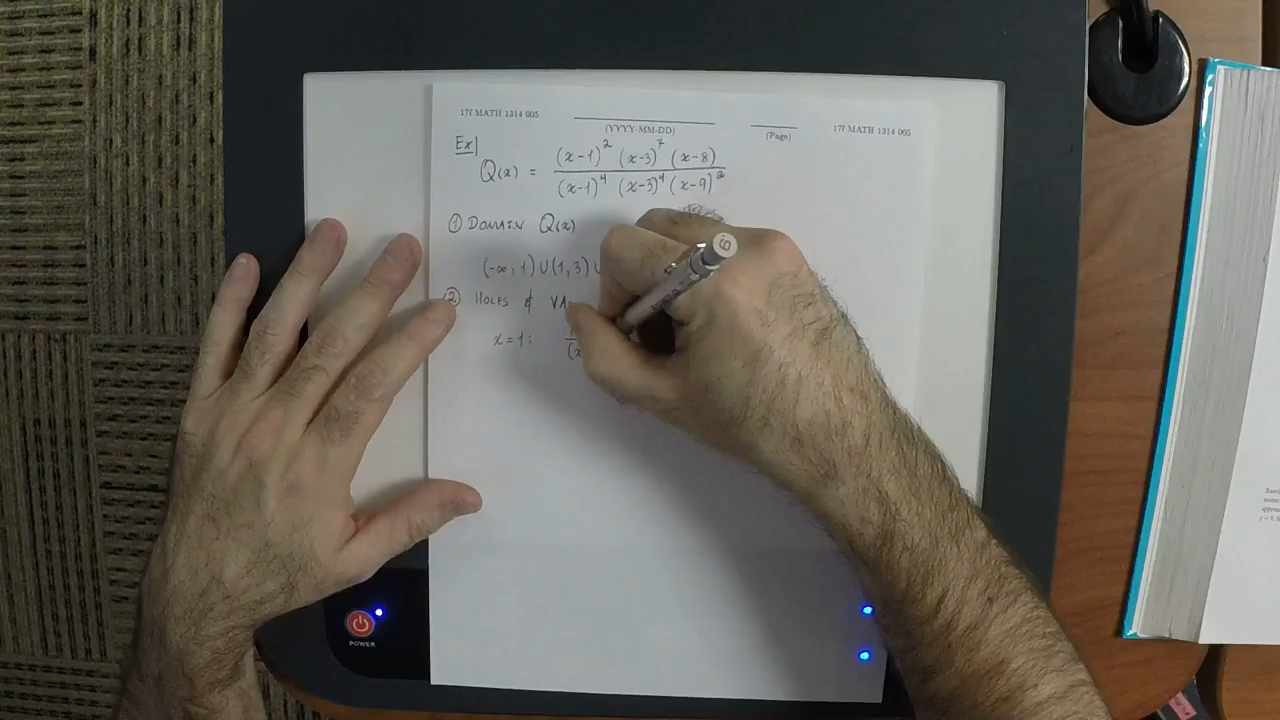 17f MATH 1314 005 (YYYY-MM-DD) (Page) 17f MATH 1314 005
Ex|
Q(x) = (x-1)^2 (x-3)^7 (x-8) / (x-1)^4 (x-3)^4 (x-9)^2
① DOMAIN Q(x)
(-∞, 1) U (1, 3) U
② HOLES & VA
x=1: (x
POWER